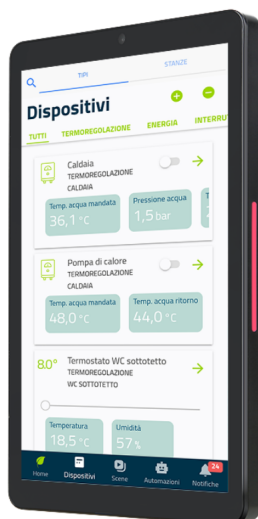 TIPI
STANZE
Dispositivi
TUTTI TERMOREGOLAZIONE ENERGIA INTERRU
Caldaia
TERMOREGOLAZIONE
CALDAIA
Temp. acqua mandata
36,1 °C
Pressione acqua
1,5 bar
Pompa di calore
TERMOREGOLAZIONE
CALDAIA
Temp. acqua mandata
48,0 °C
Temp. acqua ritorno
44,0 °C
8.0°
Termostato WC sottotetto
TERMOREGOLAZIONE
WC SOTTOTETTO
Temperatura
18,5 °C
Umidità
57 %
Home Dispositivi Scene Automazioni Notifiche
24